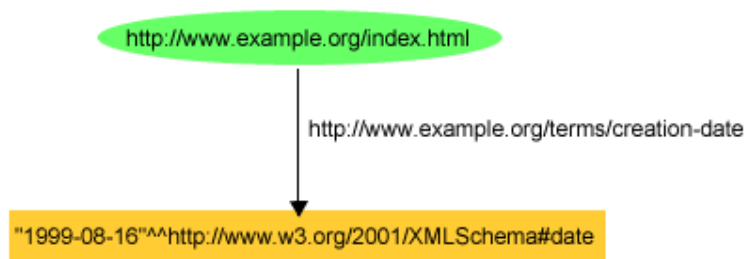 http://www.example.org/index.html
http://www.example.org/terms/creation-date
"1999-08-16"^^http://www.w3.org/2001/XMLSchema#date